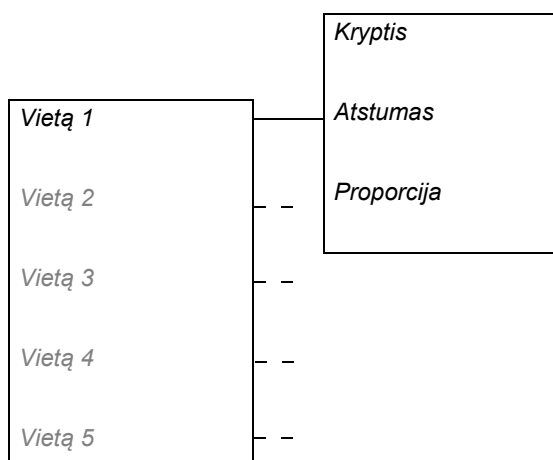 Kryptis
Atstumas
Proporcija
Vietą 1
Vietą 2
Vietą 3
Vietą 4
Vietą 5